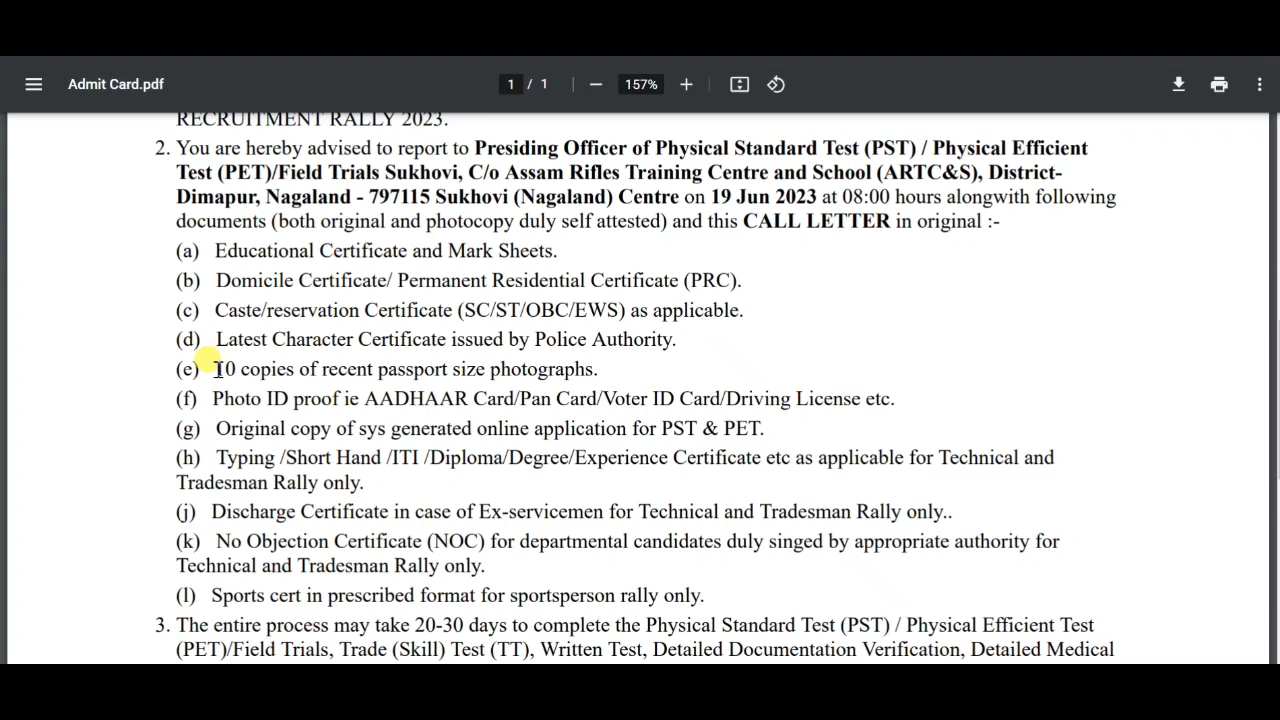 Admit Card.pdf
1 / 1
157%
RECRUITMENT RALLY 2023.
2. You are hereby advised to report to Presiding Officer of Physical Standard Test (PST) / Physical Efficient
Test (PET)/Field Trials Sukhovi, C/o Assam Rifles Training Centre and School (ARTC&S), District-
Dimapur, Nagaland - 797115 Sukhovi (Nagaland) Centre on 19 Jun 2023 at 08:00 hours alongwith following
documents (both original and photocopy duly self attested) and this CALL LETTER in original :-
(a) Educational Certificate and Mark Sheets.
(b) Domicile Certificate/ Permanent Residential Certificate (PRC).
(c) Caste/reservation Certificate (SC/ST/OBC/EWS) as applicable.
(d) Latest Character Certificate issued by Police Authority.
(e) 10 copies of recent passport size photographs.
(f) Photo ID proof ie AADHAAR Card/Pan Card/Voter ID Card/Driving License etc.
(g) Original copy of sys generated online application for PST & PET.
(h) Typing /Short Hand /ITI /Diploma/Degree/Experience Certificate etc as applicable for Technical and
Tradesman Rally only.
(j) Discharge Certificate in case of Ex-servicemen for Technical and Tradesman Rally only..
(k) No Objection Certificate (NOC) for departmental candidates duly singed by appropriate authority for
Technical and Tradesman Rally only.
(l) Sports cert in prescribed format for sportsperson rally only.
3. The entire process may take 20-30 days to complete the Physical Standard Test (PST) / Physical Efficient Test
(PET)/Field Trials, Trade (Skill) Test (TT), Written Test, Detailed Documentation Verification, Detailed Medical